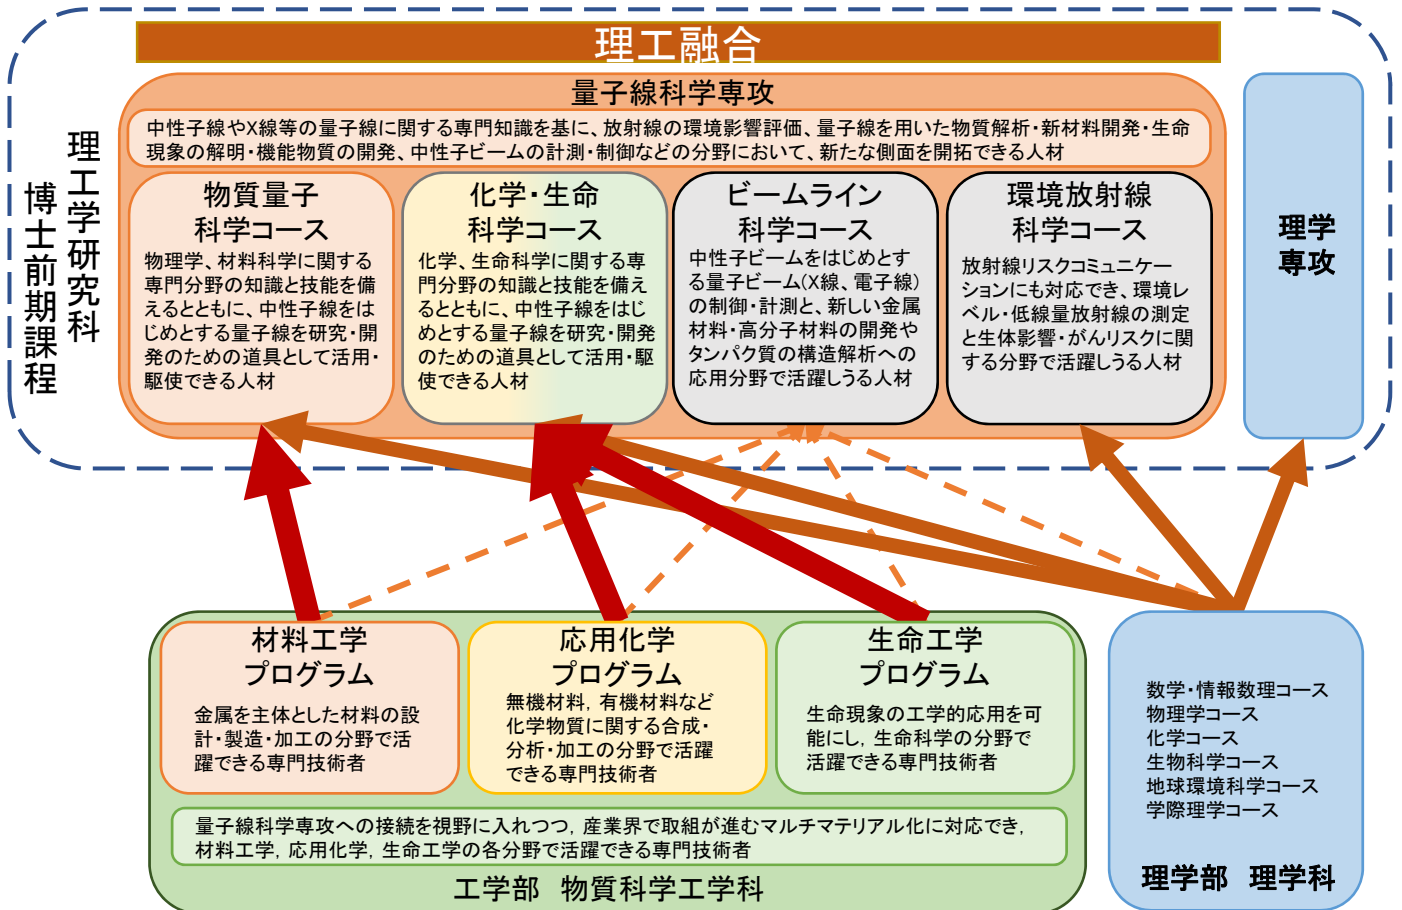 理工融合
量子線科学専攻
中性子線やX線等の量子線に関する専門知識を基に、放射線の環境影響評価、量子線を用いた物質解析・新材料開発・生命
現象の解明・機能物質の開発、中性子ビームの計測・制御などの分野において、新たな側面を開拓できる人材
理工学研究科
博士前期課程
物質量子
科学コース
物理学、材料科学に関する
専門分野の知識と技能を備
えるとともに、中性子線をは
じめとする量子線を研究・開
発のための道具として活用・
駆使できる人材
化学・生命
科学コース
化学、生命科学に関する専
門分野の知識と技能を備え
るとともに、中性子線をはじ
めとする量子線を研究・開発
のための道具として活用・駆
使できる人材
ビームライン
科学コース
中性子ビームをはじめとす
る量子ビーム(X線、電子線)
の制御・計測と、新しい金属
材料・高分子材料の開発や
タンパク質の構造解析への
応用分野で活躍しうる人材
環境放射線
科学コース
放射線リスクコミュニケー
ションにも対応でき、環境レ
ベル・低線量放射線の測定
と生体影響・がんリスクに関
する分野で活躍しうる人材
理学
専攻
材料工学
プログラム
金属を主体とした材料の設
計・製造・加工の分野で活
躍できる専門技術者
応用化学
プログラム
無機材料，有機材料など
化学物質に関する合成・
分析・加工の分野で活躍
できる専門技術者
生命工学
プログラム
生命現象の工学的応用を可
能にし，生命科学の分野で
活躍できる専門技術者
量子線科学専攻への接続を視野に入れつつ，産業界で取組が進むマルチマテリアル化に対応でき，
材料工学，応用化学，生命工学の各分野で活躍できる専門技術者
工学部　物質科学工学科
数学・情報数理コース
物理学コース
化学コース
生物科学コース
地球環境科学コース
学際理学コース
理学部　理学科